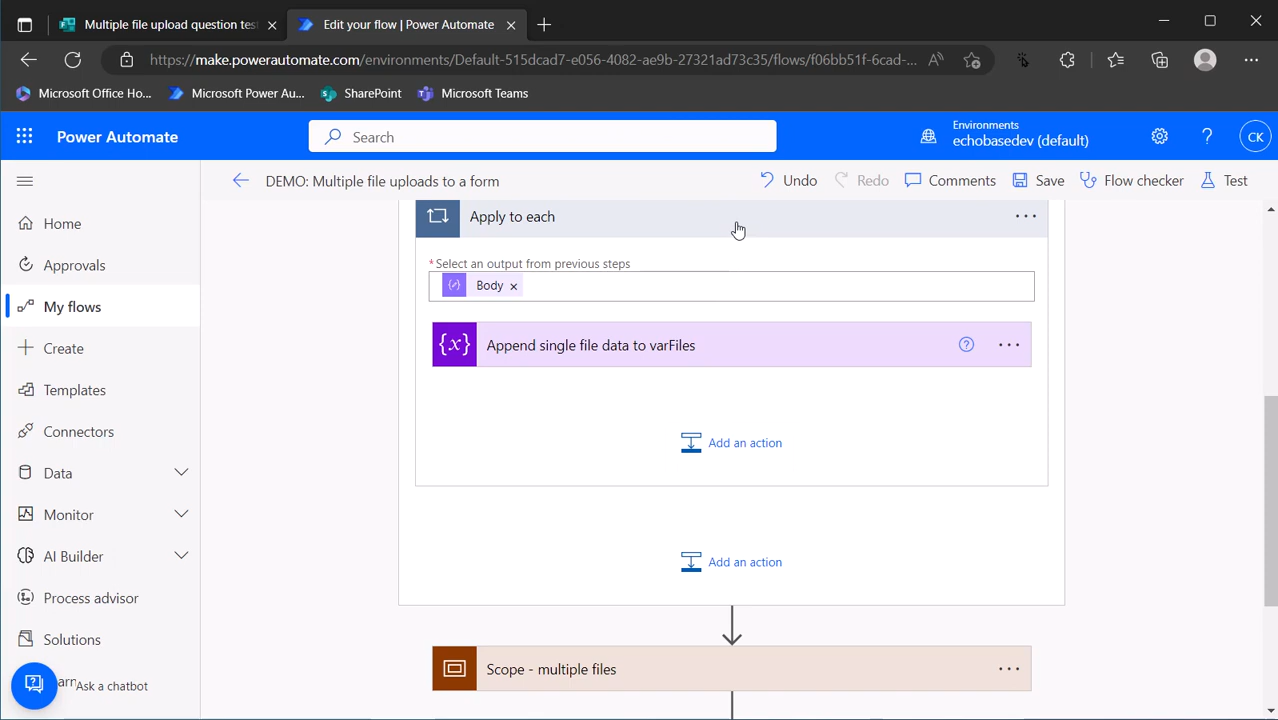 Multiple file upload question tes
Edit your flow | Power Automate
https://make.powerautomate.com/environments/Default-515dcad7-e056-4082-ae9b-27321ad73c35/flows/f06bb51f-6cad-...
Microsoft Office Ho...
Microsoft Power Au...
SharePoint
Microsoft Teams
Power Automate
Search
Environments
echobasedev (default)
CK
DEMO: Multiple file uploads to a form
Undo
Redo
Comments
Save
Flow checker
Test
Home
Approvals
My flows
Create
Templates
Connectors
Data
Monitor
AI Builder
Process advisor
Solutions
Ask a chatbot
Apply to each
* Select an output from previous steps
Body
{x} Append single file data to varFiles
Add an action
Add an action
Scope - multiple files